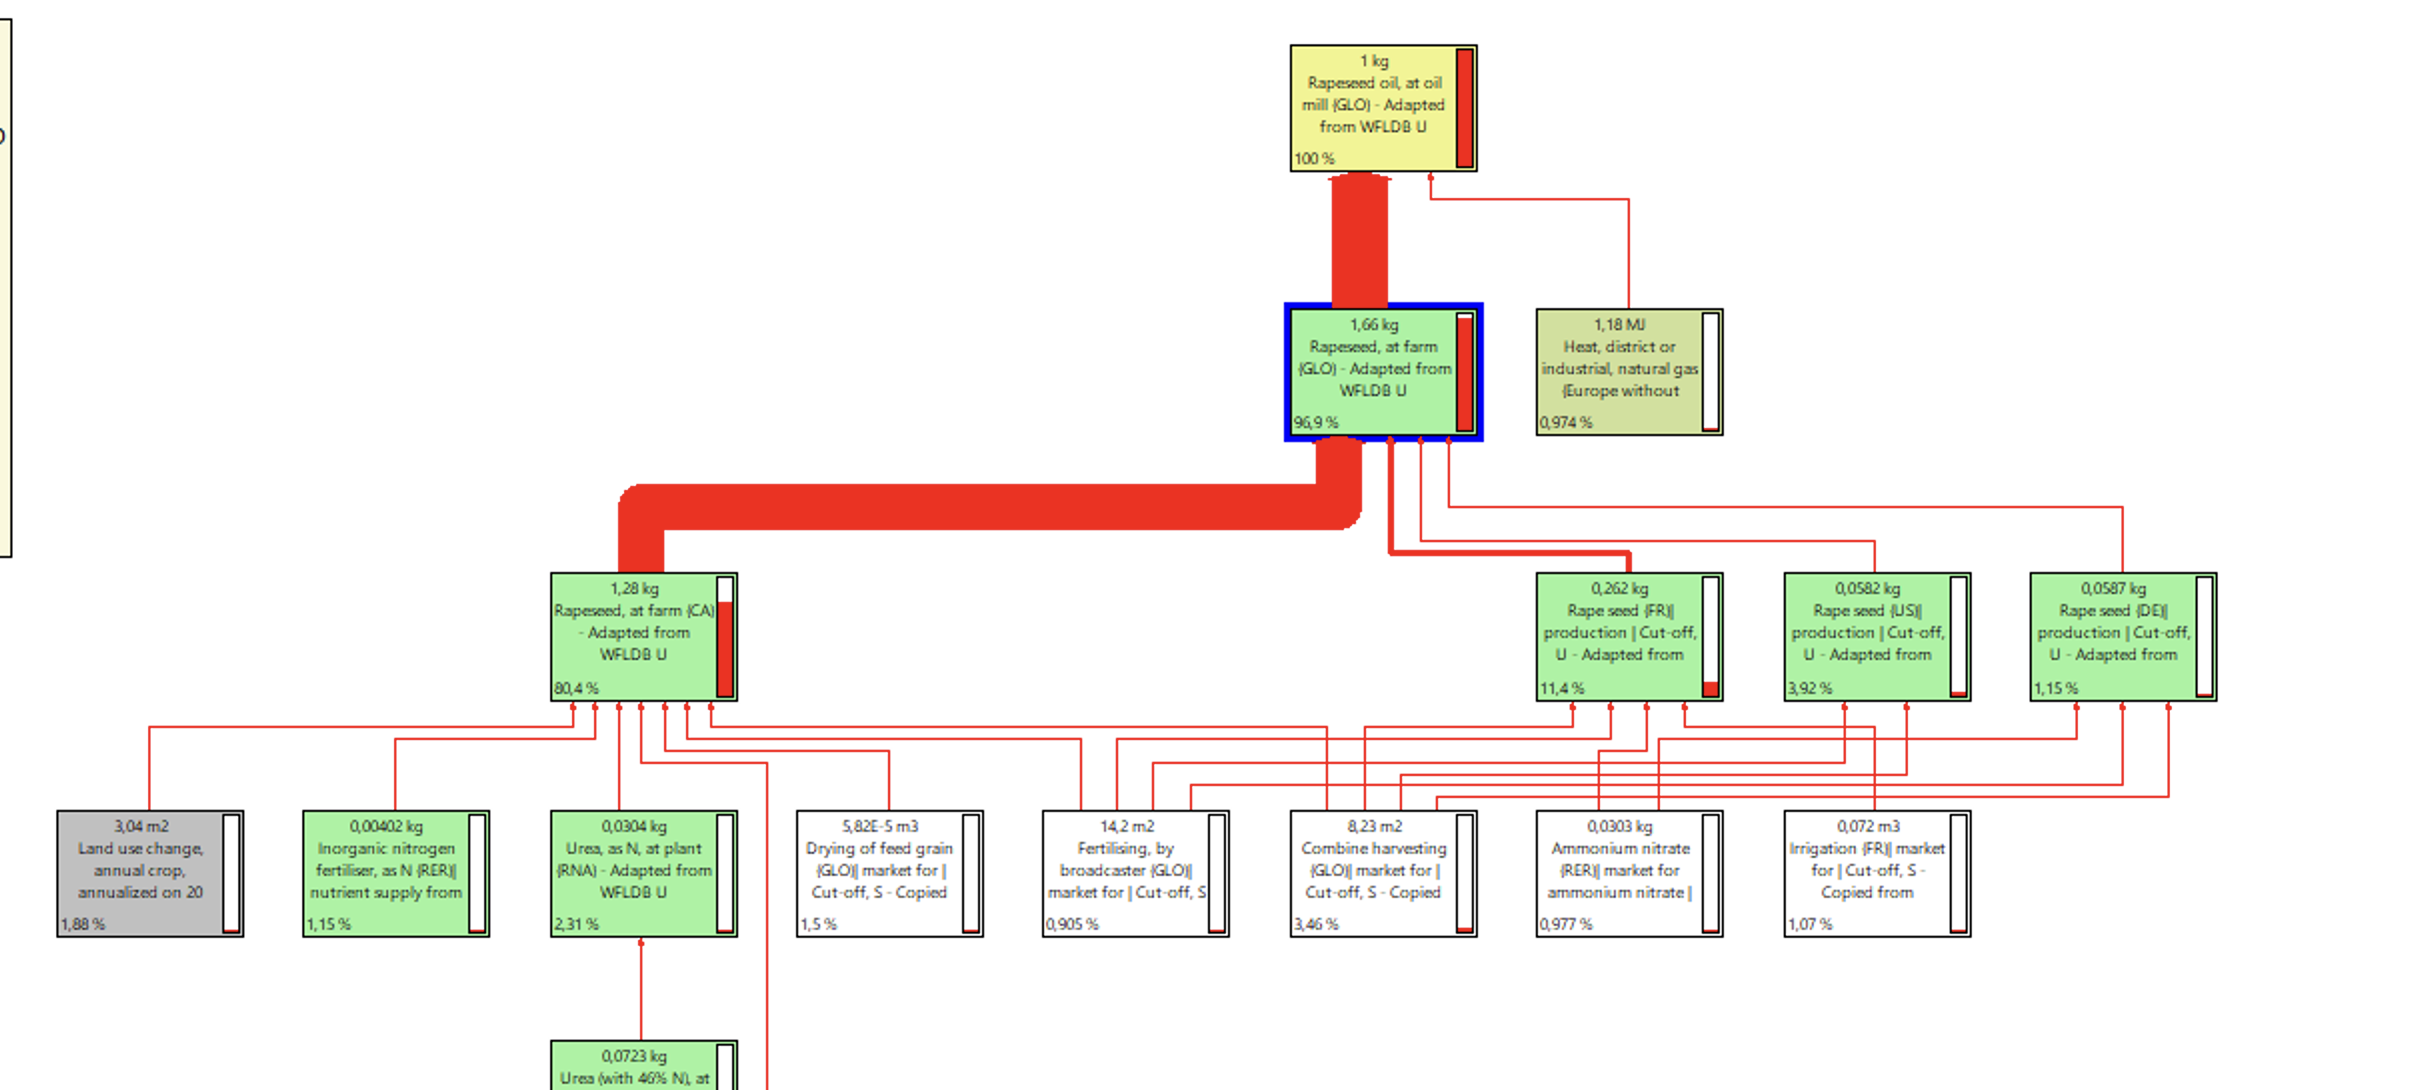 1 kg
Rapeseed oil, at oil
mill {GLO} - Adapted
from WFLDB U
100 %
1,66 kg
Rapeseed, at farm
{GLO} - Adapted from
WFLDB U
96,9 %
1,18 MJ
Heat, district or
industrial, natural gas
{Europe without
0,974 %
1,28 kg
Rapeseed, at farm {CA}
- Adapted from
WFLDB U
80,4 %
0,262 kg
Rape seed {FR}|
production | Cut-off,
U - Adapted from
11,4 %
0,0582 kg
Rape seed {US}|
production | Cut-off,
U - Adapted from
3,92 %
0,0587 kg
Rape seed {DE}|
production | Cut-off,
U - Adapted from
1,15 %
3,04 m2
Land use change,
annual crop,
annualized on 20
1,88 %
0,00402 kg
Inorganic nitrogen
fertiliser, as N {RER}|
nutrient supply from
1,15 %
0,0304 kg
Urea, as N, at plant
{RNA} - Adapted from
WFLDB U
2,31 %
5,82E-5 m3
Drying of feed grain
{GLO}| market for |
Cut-off, S - Copied
1,5 %
14,2 m2
Fertilising, by
broadcaster {GLO}|
market for | Cut-off, S
0,905 %
8,23 m2
Combine harvesting
{GLO}| market for |
Cut-off, S - Copied
3,46 %
0,0303 kg
Ammonium nitrate
{RER}| market for
ammonium nitrate |
0,977 %
0,072 m3
Irrigation {FR}| market
for | Cut-off, S -
Copied from
1,07 %
0,0723 kg
Urea (with 46% N), at